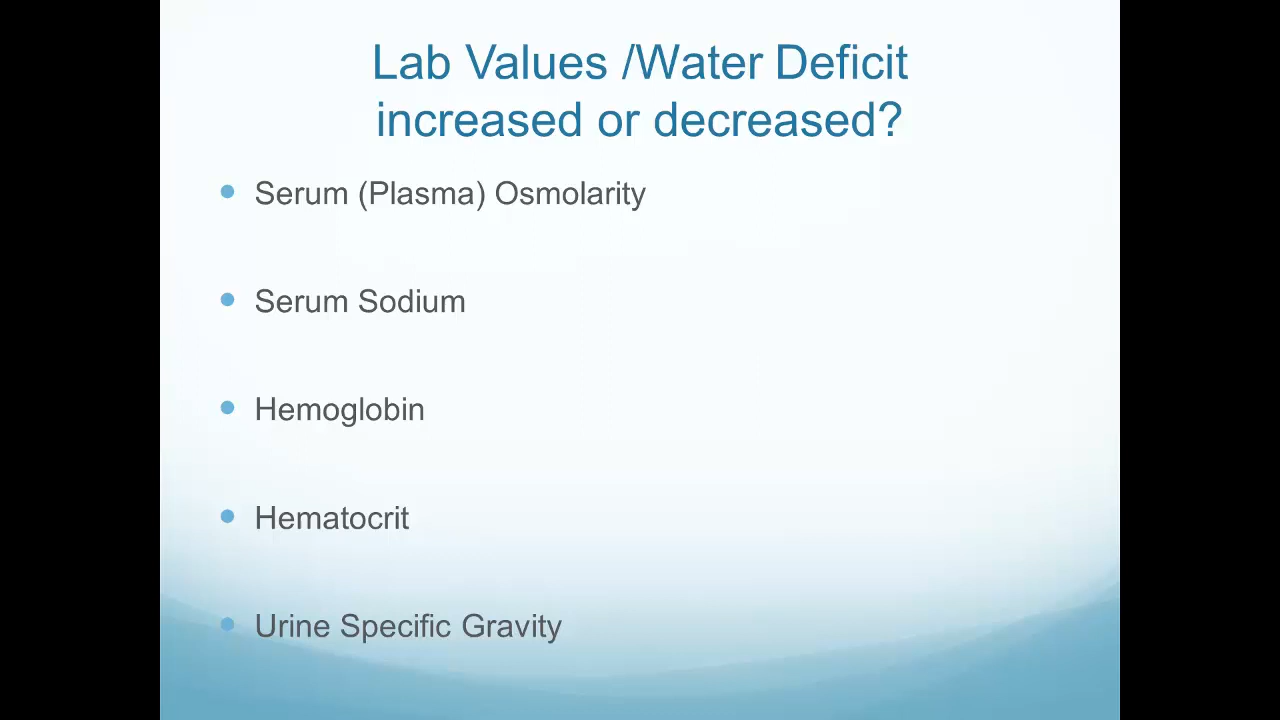 Lab Values /Water Deficit
increased or decreased?
Serum (Plasma) Osmolarity
Serum Sodium
Hemoglobin
Hematocrit
Urine Specific Gravity